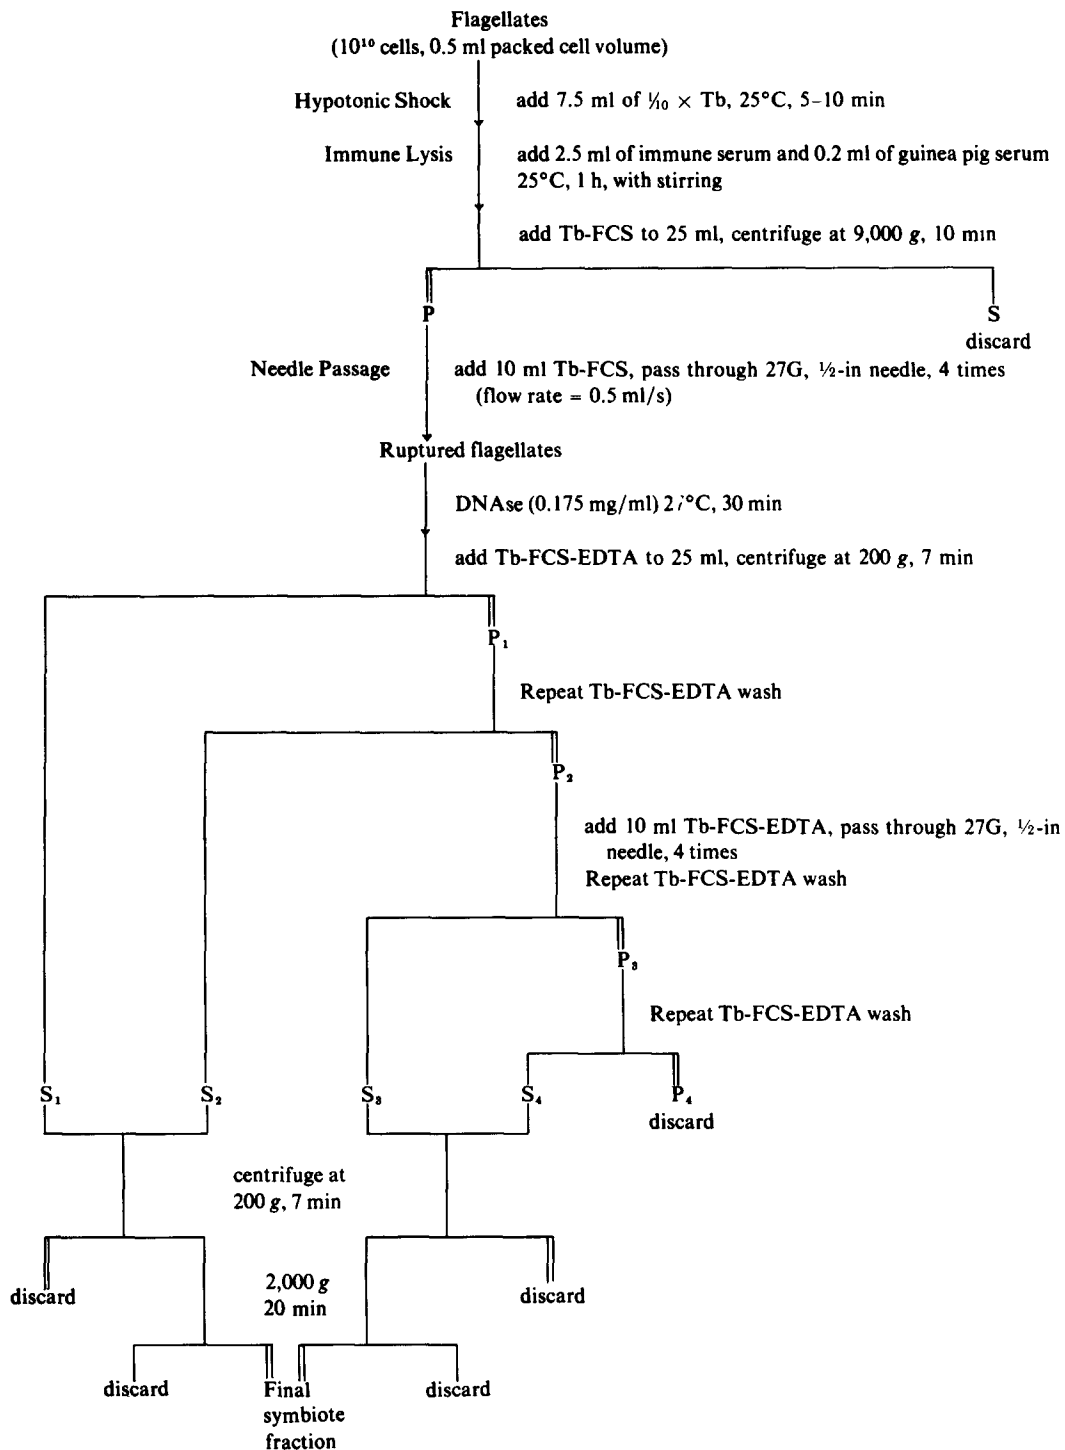 Flagellates
(10¹⁰ cells, 0.5 ml packed cell volume)
Hypotonic Shock
add 7.5 ml of ⅒ × Tb, 25°C, 5-10 min
Immune Lysis
add 2.5 ml of immune serum and 0.2 ml of guinea pig serum
25°C, 1 h, with stirring
add Tb-FCS to 25 ml, centrifuge at 9,000 g, 10 min
P
S
discard
Needle Passage
add 10 ml Tb-FCS, pass through 27G, ½-in needle, 4 times
(flow rate = 0.5 ml/s)
Ruptured flagellates
DNAse (0.175 mg/ml) 30 min
add Tb-FCS-EDTA to 25 ml, centrifuge at 200 g, 7 min
P₁
Repeat Tb-FCS-EDTA wash
P₂
add 10 ml Tb-FCS-EDTA, pass through 27G, ½-in
needle, 4 times
Repeat Tb-FCS-EDTA wash
P₃
Repeat Tb-FCS-EDTA wash
S₁ S₂ S₃ S₄ P₄
discard
centrifuge at
200 g, 7 min
discard
2,000 g
20 min
discard
discard
Final
symbiote
fraction
discard